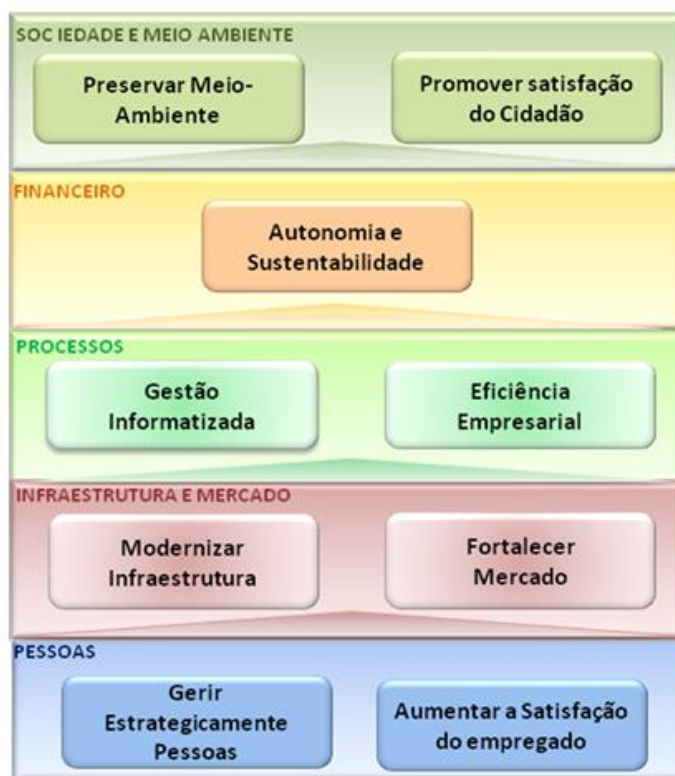 SOC IEDADE E MEIO AMBIENTE
Preservar Meio-
Ambiente
Promover satisfação
do Cidadão
FINANCEIRO
Autonomia e
Sustentabilidade
PROCESSOS
Gestão
Informatizada
Eficiência
Empresarial
INFRAESTRUTURA E MERCADO
Modernizar
Infraestrutura
Fortalecer
Mercado
PESSOAS
Gerir
Estrategicamente
Pessoas
Aumentar a Satisfação
do empregado